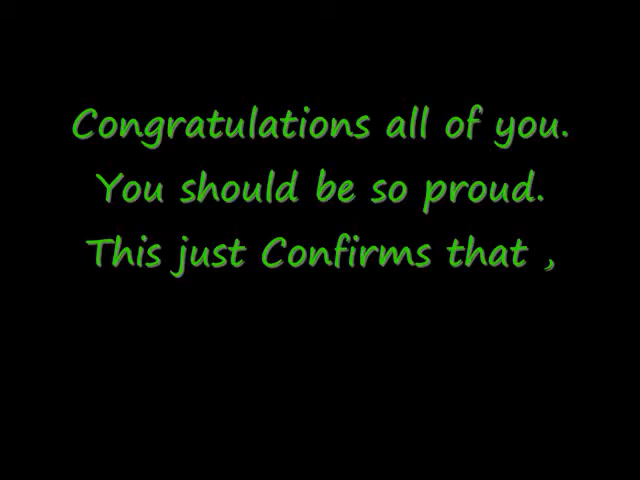 Congratulations all of you.
You should be so proud.
This just Confirms that ,